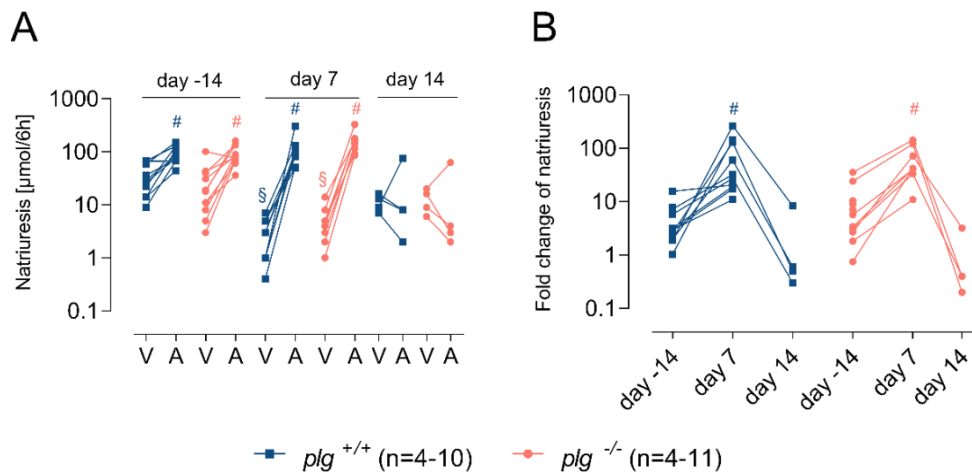 A
B
day -14
day 7
day 14
Natriuresis [µmol/6h]
1000
100
10
1
0.1
# # # # § §
V A V A V A V A V A V A
Fold change of natriuresis
1000
100
10
1
0.1
# #
day -14 day 7 day 14 day -14 day 7 day 14
plg +/+ (n=4-10) plg -/- (n=4-11)